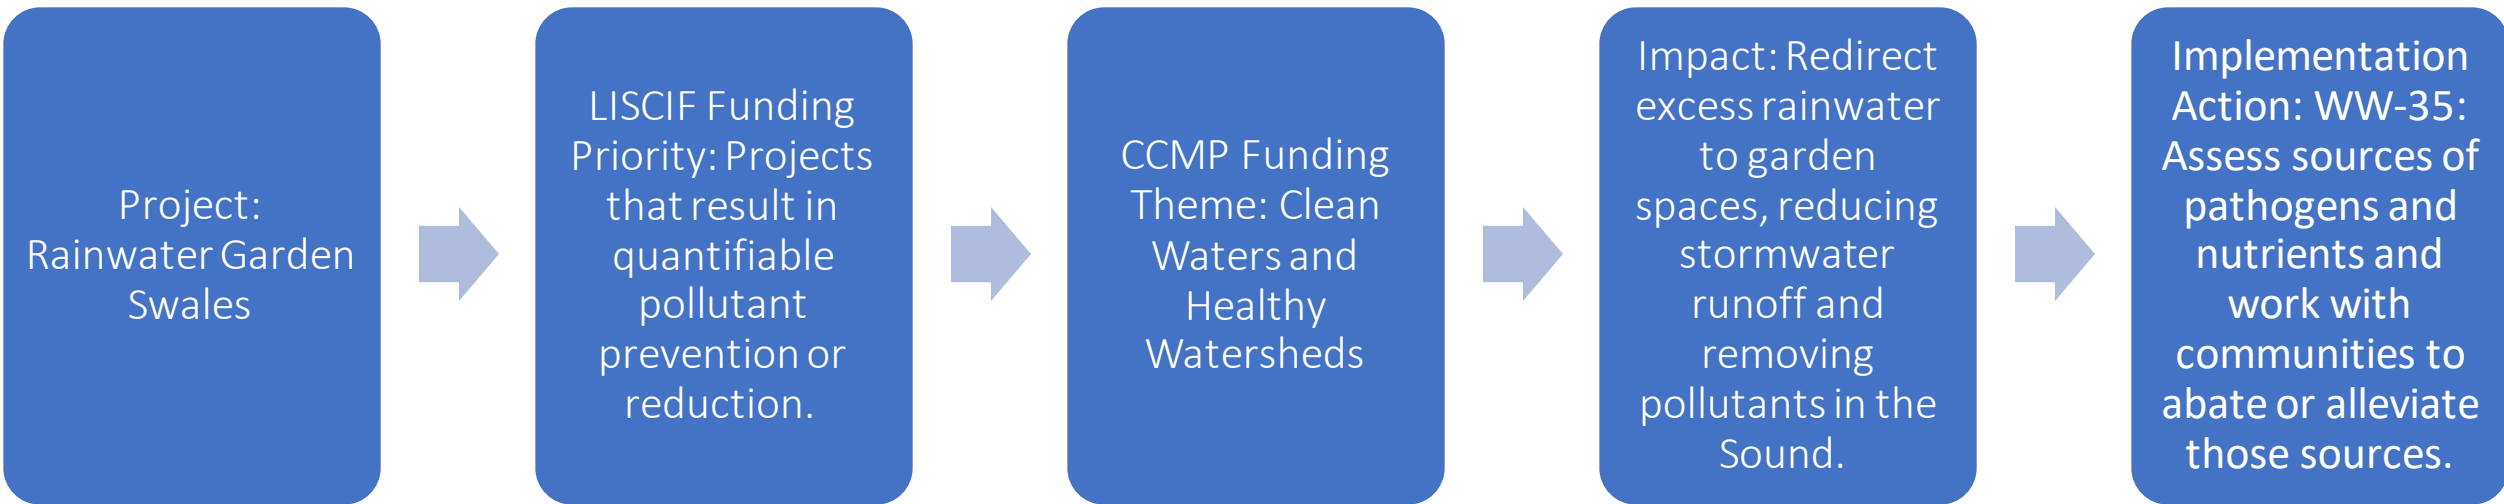 Project:
Rainwater Garden
Swales
LISCIF Funding
Priority: Projects
that result in
quantifiable
pollutant
prevention or
reduction.
CCMP Funding
Theme: Clean
Waters and
Healthy
Watersheds
Impact: Redirect
excess rainwater
to garden
spaces, reducing
stormwater
runoff and
removing
pollutants in the
Sound.
Implementation
Action: WW-35:
Assess sources of
pathogens and
nutrients and
work with
communities to
abate or alleviate
those sources.